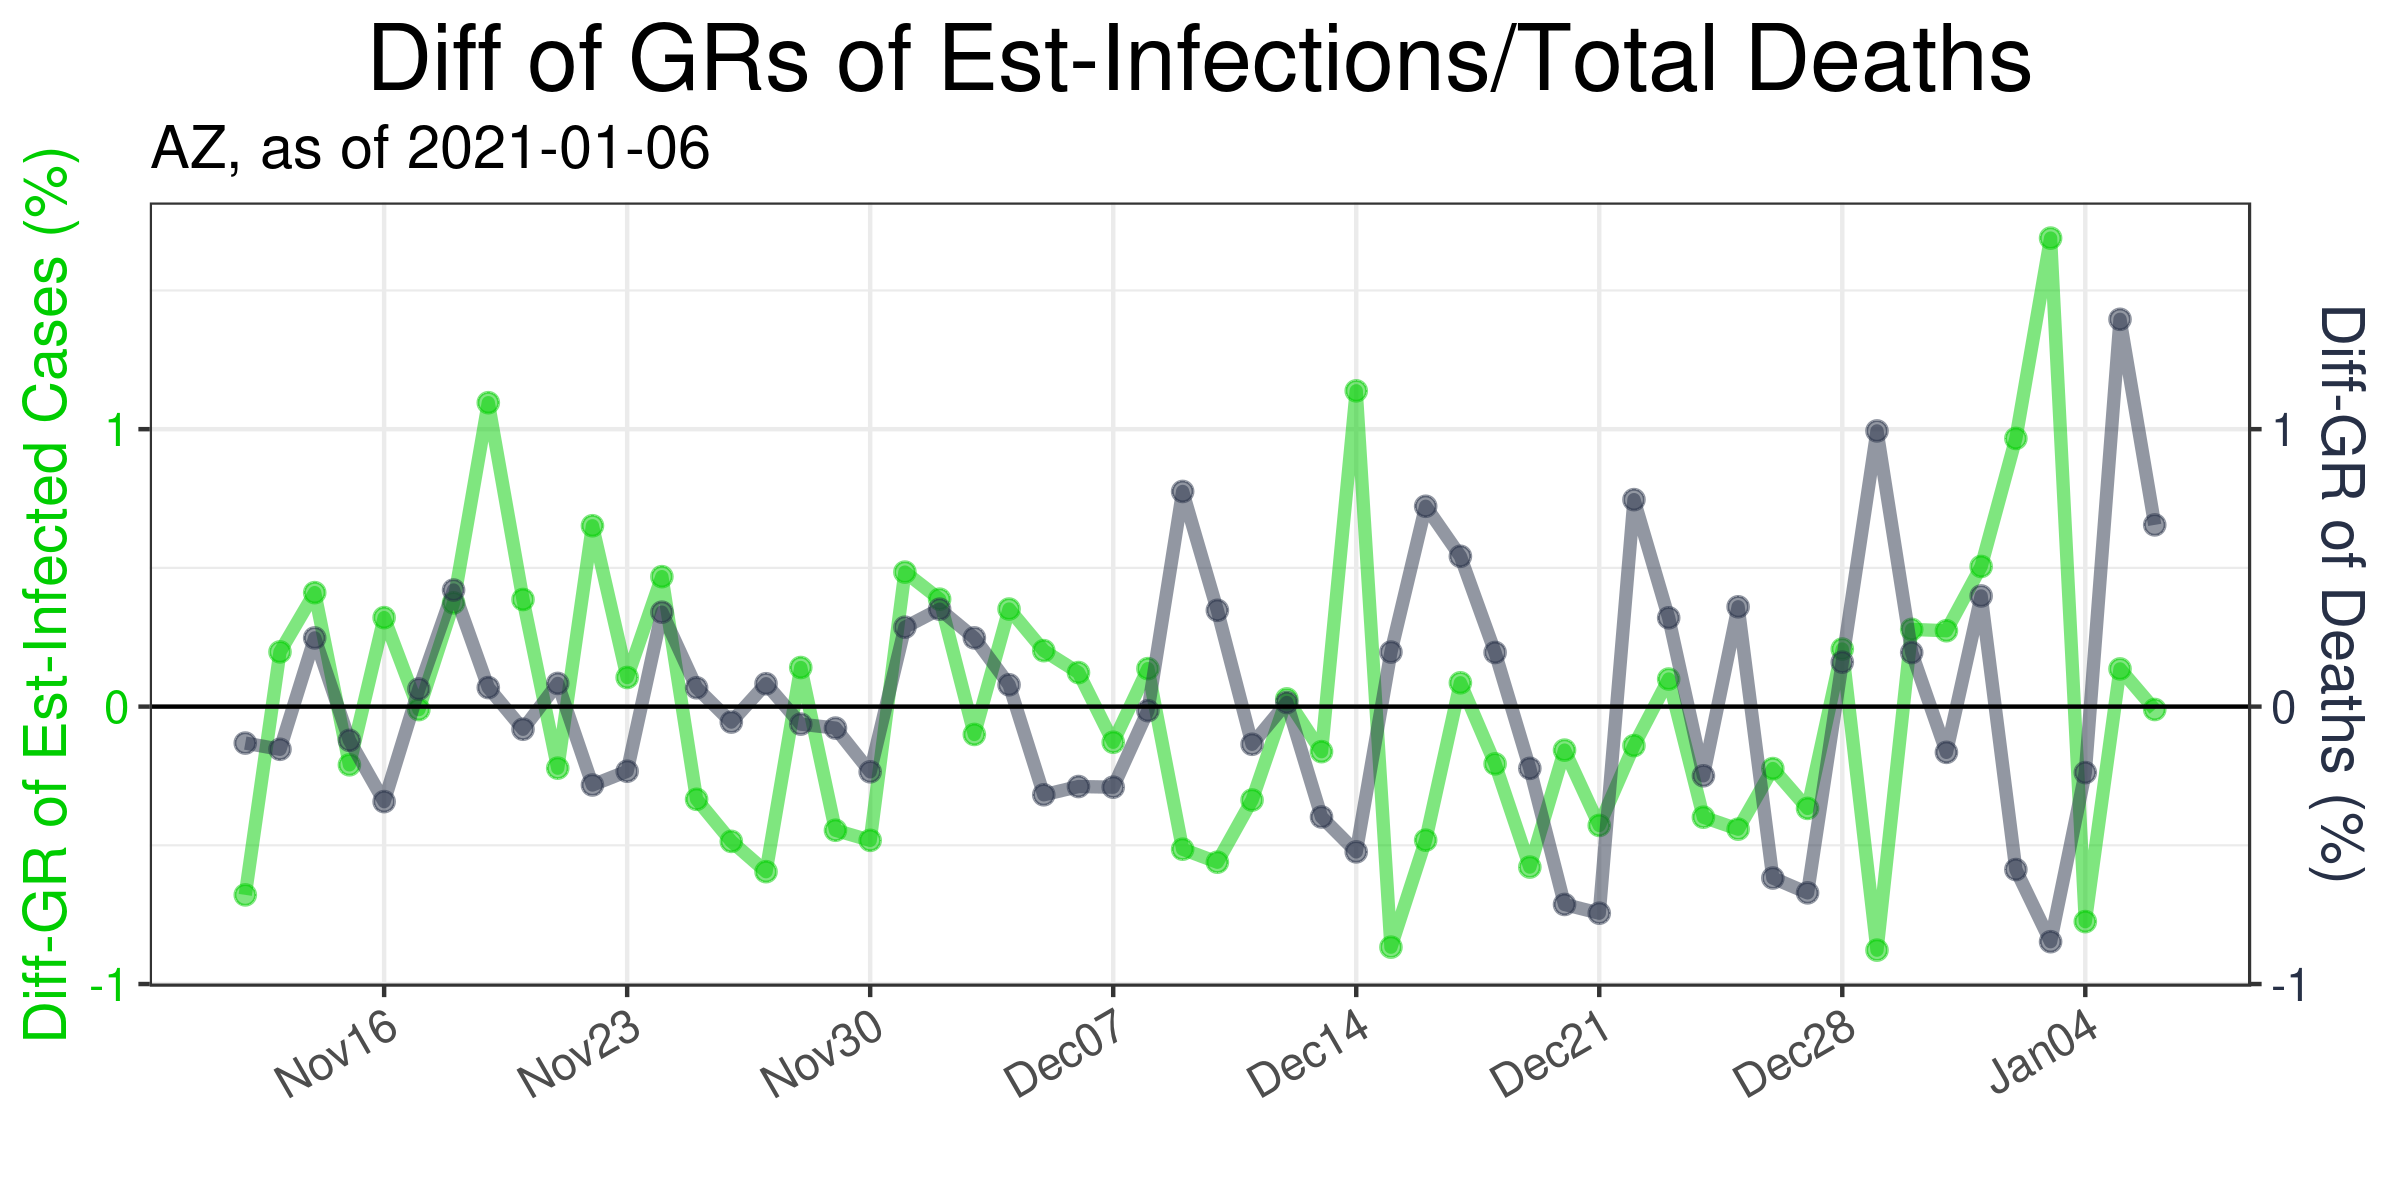 Diff of GRs of Est-Infections/Total Deaths
AZ, as of 2021-01-06
Diff-GR of Est-Infected Cases (%)
1
0
-1
1
0
-1
Diff-GR of Deaths (%)
Nov16
Nov23
Nov30
Dec07
Dec14
Dec21
Dec28
Jan04